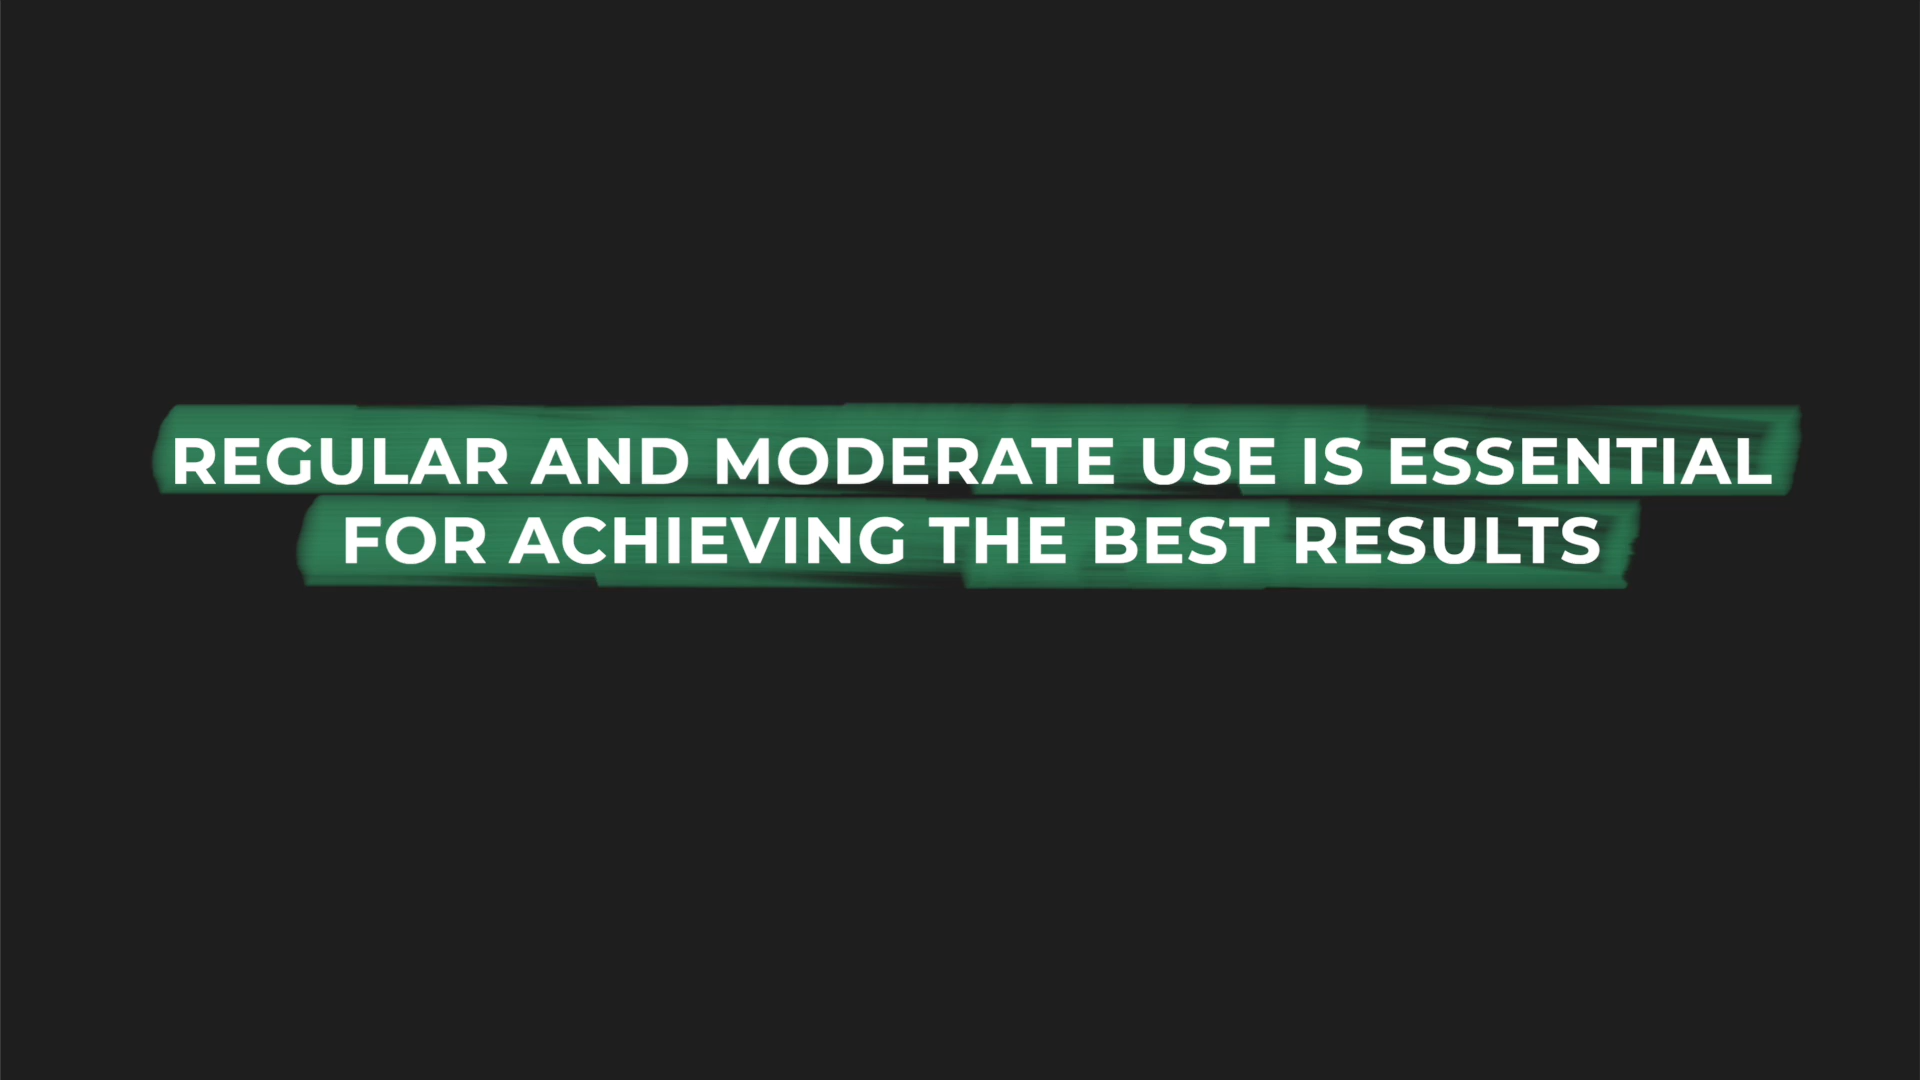 REGULAR AND MODERATE USE IS ESSENTIAL
FOR ACHIEVING THE BEST RESULTS